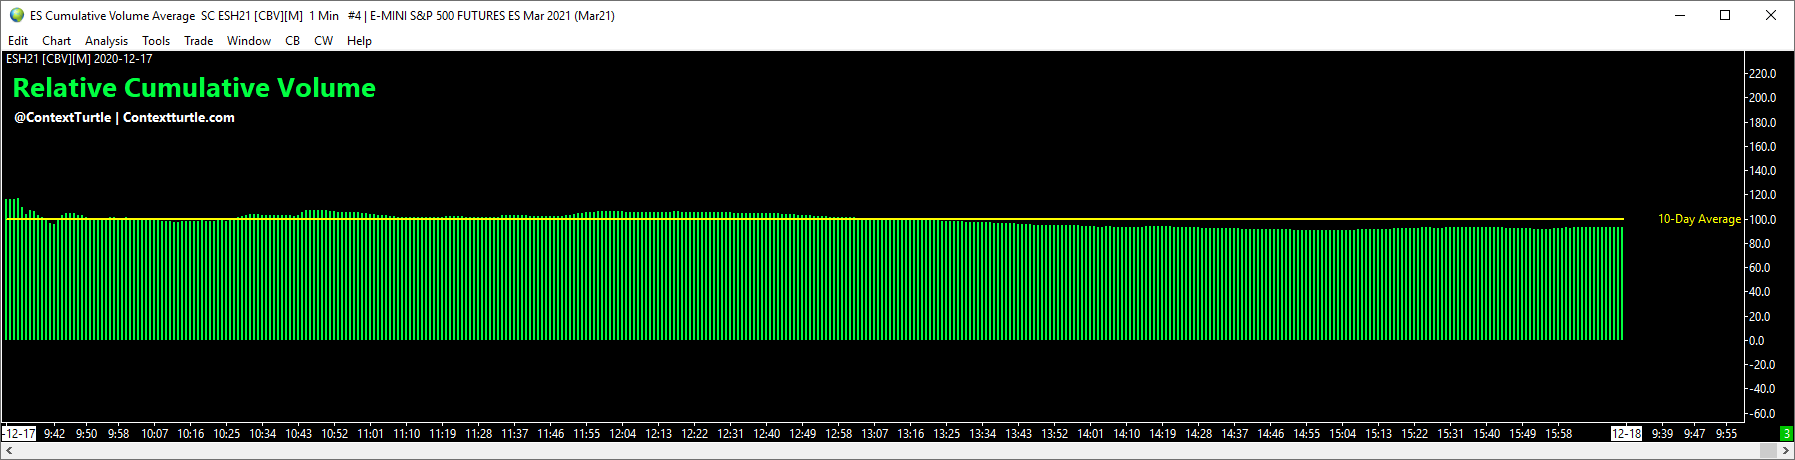 ES Cumulative Volume Average  SC ESH21 [CBV][M]  1 Min  #4 | E-MINI S&P 500 FUTURES ES Mar 2021 (Mar21)
Edit Chart Analysis Tools Trade Window CB CW Help
ESH21 [CBV][M] 2020-12-17
Relative Cumulative Volume
@ContextTurtle | Contextturtle.com
220.0
200.0
180.0
160.0
140.0
120.0
10-Day Average 100.0
80.0
60.0
40.0
20.0
0.0
-20.0
-40.0
-60.0
-12-17 9:42 9:50 9:58 10:07 10:16 10:25 10:34 10:43 10:52 11:01 11:10 11:19 11:28 11:37 11:46 11:55 12:04 12:13 12:22 12:31 12:40 12:49 12:58 13:07 13:16 13:25 13:34 13:43 13:52 14:01 14:10 14:19 14:28 14:37 14:46 14:55 15:04 15:13 15:22 15:31 15:40 15:49 15:58 12-18 9:39 9:47 9:55 3